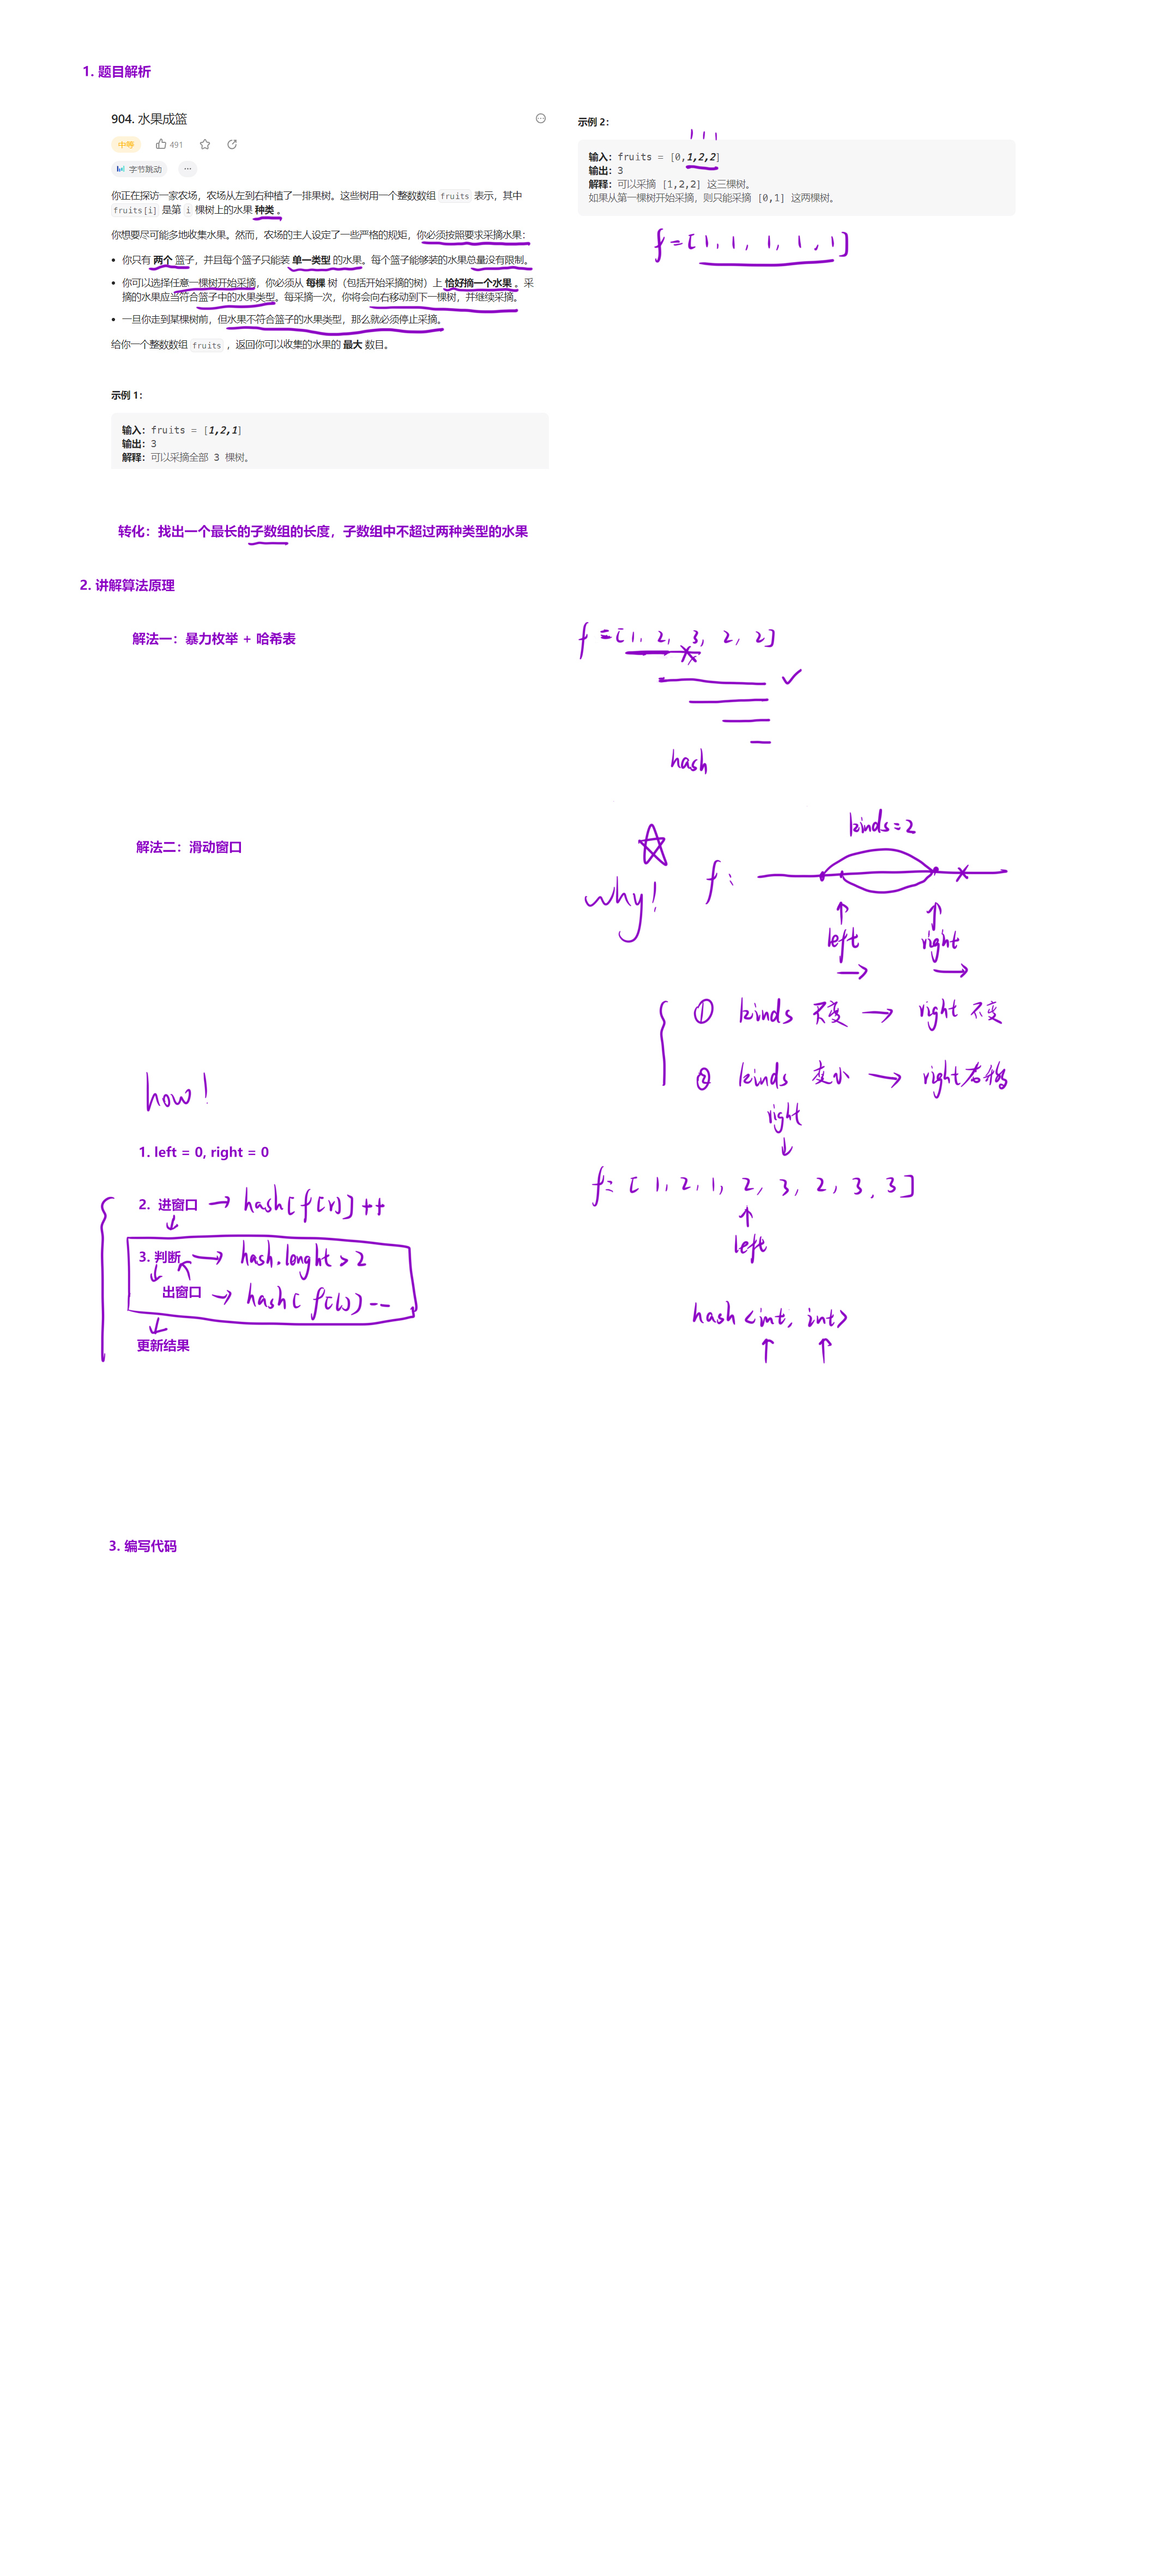 1. 题目解析
904. 水果成篮
中等 491
字节跳动 ...
你正在探访一家农场，农场从左到右种植了一排果树。这些树用一个整数数组 fruits 表示，其中
fruits[i] 是第 i 棵树上的水果 种类 。
你想要尽可能多地收集水果。然而，农场的主人设定了一些严格的规矩，你必须按照要求采摘水果：
• 你只有 两个 篮子，并且每个篮子只能装 单一类型 的水果。每个篮子能够装的水果总量没有限制。
• 你可以选择任意一棵树开始采摘，你必须从 每棵 树（包括开始采摘的树）上 恰好摘一个水果 。采
摘的水果应当符合篮子中的水果类型。每采摘一次，你将会向右移动到下一棵树，并继续采摘。
• 一旦你走到某棵树前，但水果不符合篮子的水果类型，那么就必须停止采摘。
给你一个整数数组 fruits ，返回你可以收集的水果的 最大 数目。
示例 1：
输入：fruits = [1,2,1]
输出：3
解释：可以采摘全部 3 棵树。
示例 2：
输入：fruits = [0,1,2,2]
输出：3
解释：可以采摘 [1,2,2] 这三棵树。
如果从第一棵树开始采摘，则只能采摘 [0,1] 这两棵树。
f = [1, 1, 1, 1, 1]
转化：找出一个最长的子数组的长度，子数组中不超过两种类型的水果
2. 讲解算法原理
解法一：暴力枚举 + 哈希表
f = [1, 2, 3, 2, 2]
hash
解法二：滑动窗口
why!
f:
kinds = 2
left right
① kinds 不变 → right 不变
② kinds 变小 → right 右移
how!
1. left = 0, right = 0
2. 进窗口 → hash[f[r]]++
3. 判断 → hash.lenght > 2
出窗口 → hash[f[l]]--
更新结果
right
f: [1, 2, 1, 2, 3, 2, 3, 3]
left
hash<int, int>
3. 编写代码